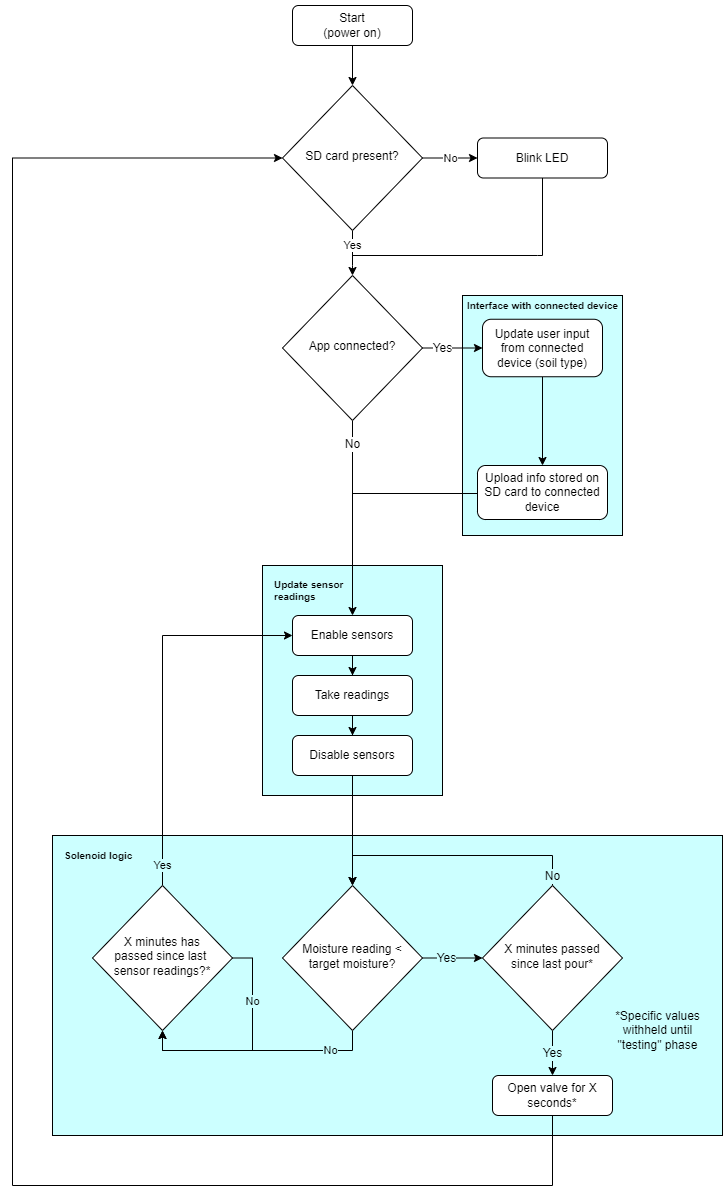 Start
(power on)
SD card present?
No
Blink LED
Yes
Interface with connected device
App connected?
Yes
Update user input
from connected
device (soil type)
No
Upload info stored on
SD card to connected
device
Update sensor
readings
Enable sensors
Take readings
Disable sensors
Solenoid logic
Yes
No
X minutes has
passed since last
sensor readings?*
Moisture reading <
target moisture?
Yes
X minutes passed
since last pour*
No
No
*Specific values
withheld until
"testing" phase
Yes
Open valve for X
seconds*